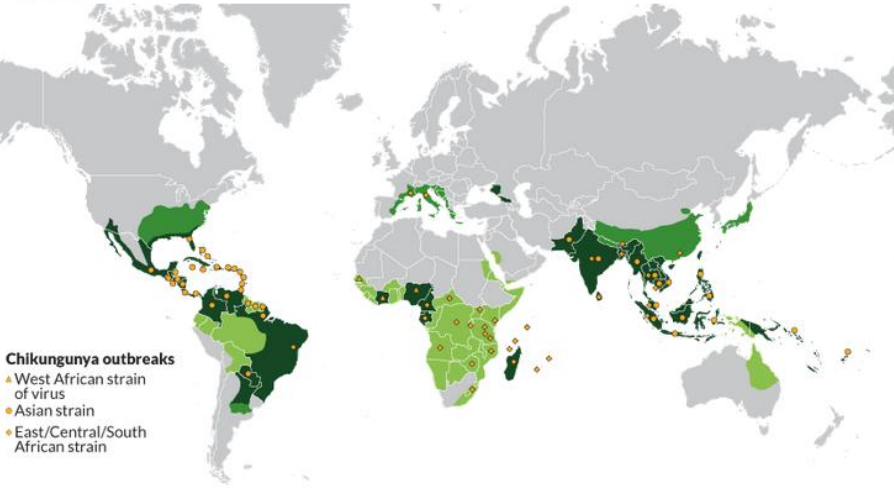 Chikungunya outbreaks
West African strain
of virus
Asian strain
East/Central/South
African strain